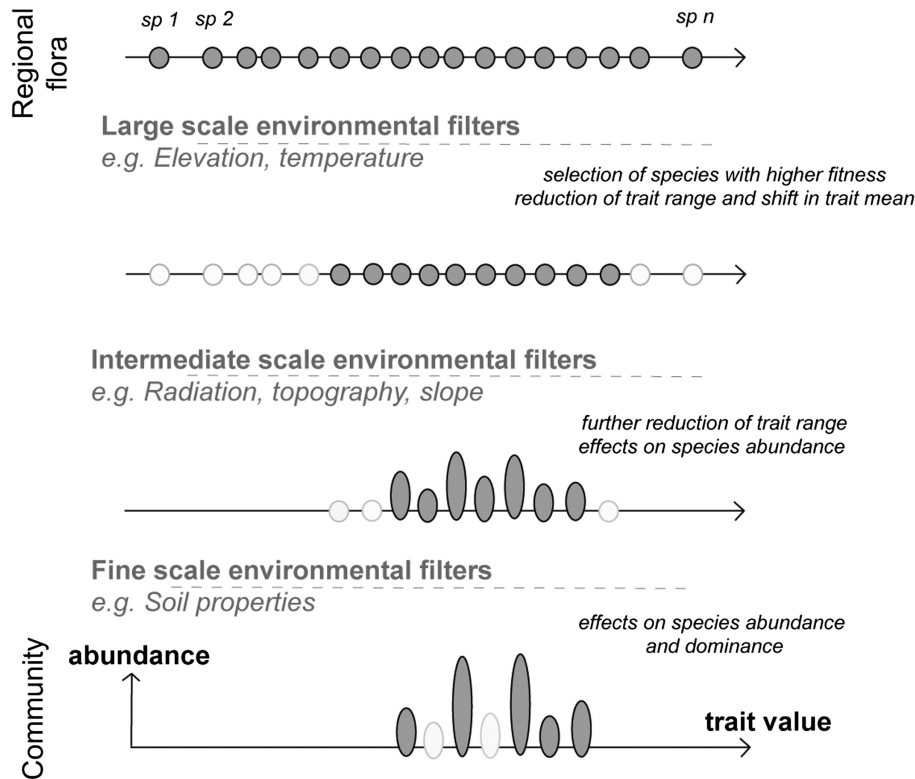 Regional
flora
sp 1
sp 2
sp n
Large scale environmental filters
e.g. Elevation, temperature
selection of species with higher fitness
reduction of trait range and shift in trait mean
Intermediate scale environmental filters
e.g. Radiation, topography, slope
further reduction of trait range
effects on species abundance
Fine scale environmental filters
e.g. Soil properties
effects on species abundance
and dominance
Community
abundance
trait value